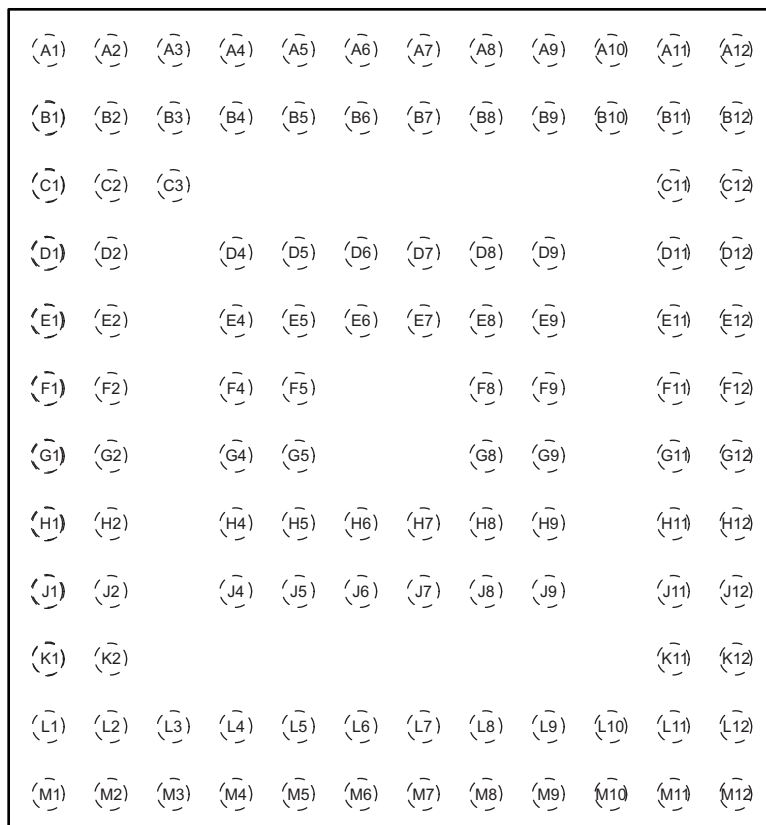 A1 A2 A3 A4 A5 A6 A7 A8 A9 A10 A11 A12
B1 B2 B3 B4 B5 B6 B7 B8 B9 B10 B11 B12
C1 C2 C3 C11 C12
D1 D2 D4 D5 D6 D7 D8 D9 D11 D12
E1 E2 E4 E5 E6 E7 E8 E9 E11 E12
F1 F2 F4 F5 F8 F9 F11 F12
G1 G2 G4 G5 G8 G9 G11 G12
H1 H2 H4 H5 H6 H7 H8 H9 H11 H12
J1 J2 J4 J5 J6 J7 J8 J9 J11 J12
K1 K2 K11 K12
L1 L2 L3 L4 L5 L6 L7 L8 L9 L10 L11 L12
M1 M2 M3 M4 M5 M6 M7 M8 M9 M10 M11 M12